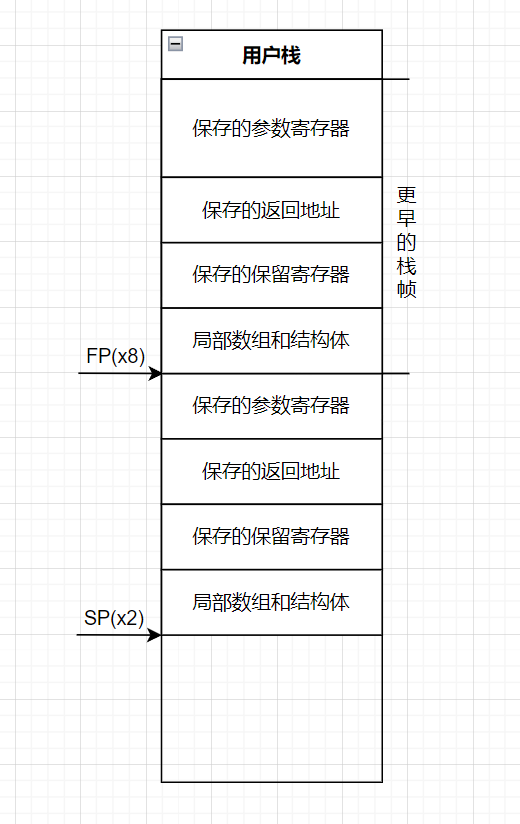 用户栈
保存的参数寄存器
保存的返回地址
保存的保留寄存器
局部数组和结构体
更早的栈帧
FP(x8)
保存的参数寄存器
保存的返回地址
保存的保留寄存器
局部数组和结构体
SP(x2)